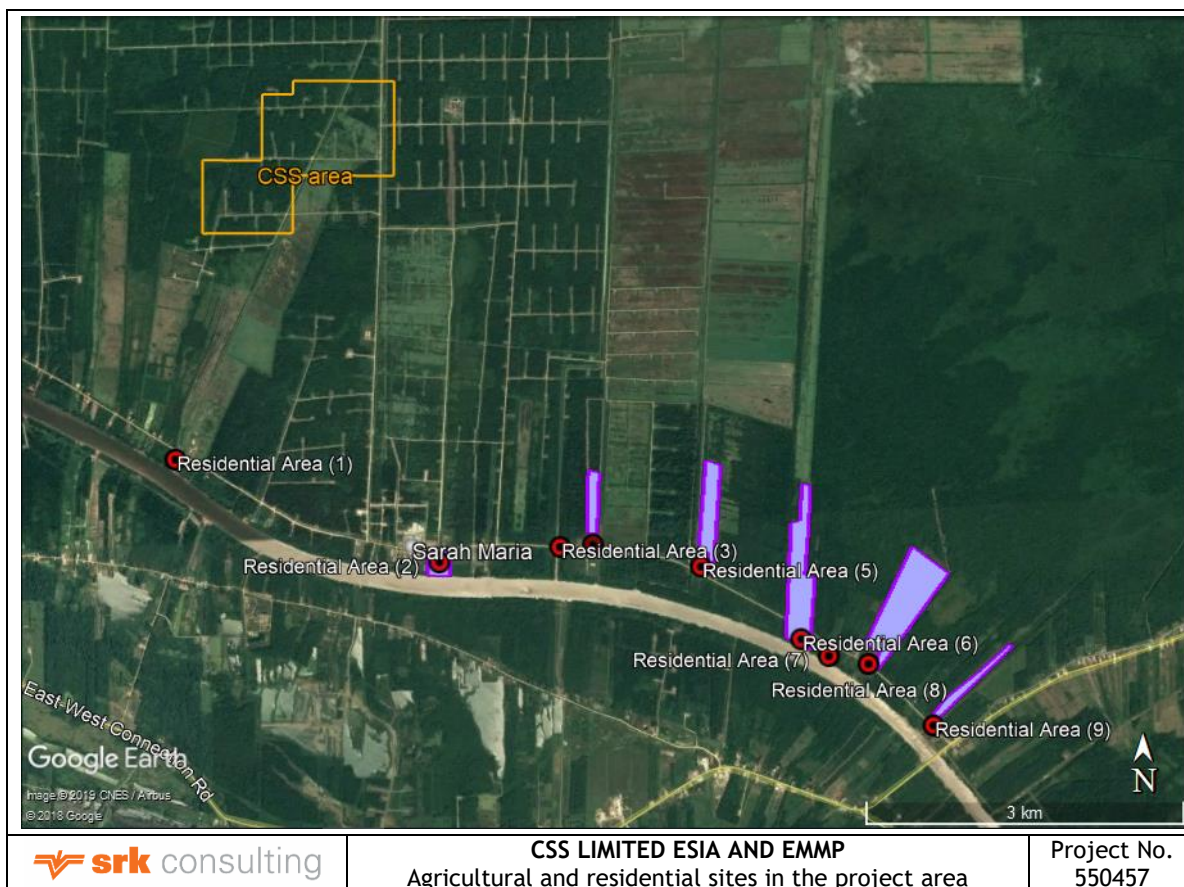 CSS area
Residential Area (1)
Sarah Maria
Residential Area (3)
Residential Area (2)
Residential Area (5)
Residential Area (6)
Residential Area (7)
Residential Area (8)
Residential Area (9)
East-West Connection Rd
Google Earth
N
Image © 2019 CNES / Airbus
© 2018 Google
3 km
srk consulting
CSS LIMITED ESIA AND EMMP
Agricultural and residential sites in the project area
Project No.
550457